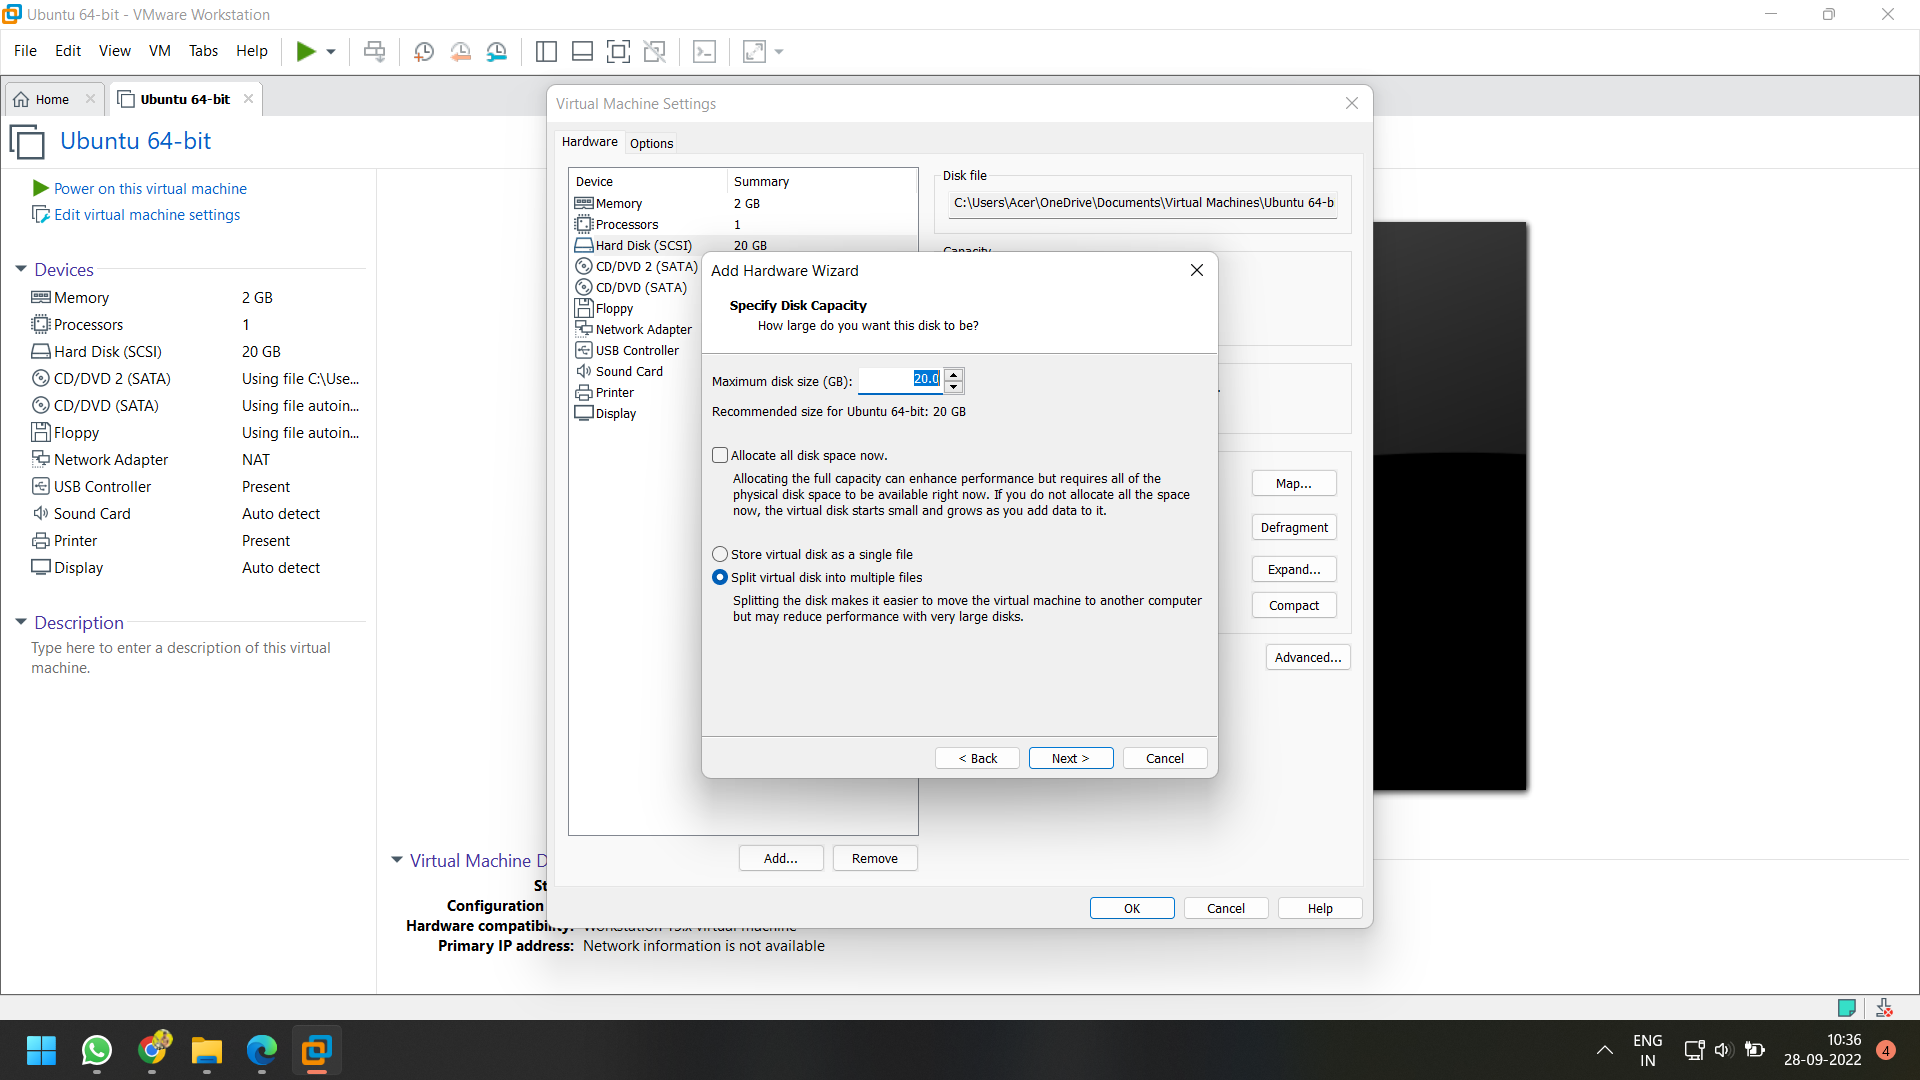 Ubuntu 64-bit - VMware Workstation
File Edit View VM Tabs Help
Home
Ubuntu 64-bit
Ubuntu 64-bit
Power on this virtual machine
Edit virtual machine settings
Devices
Memory 2 GB
Processors 1
Hard Disk (SCSI) 20 GB
CD/DVD 2 (SATA) Using file C:\Use...
CD/DVD (SATA) Using file autoin...
Floppy Using file autoin...
Network Adapter NAT
USB Controller Present
Sound Card Auto detect
Printer Present
Display Auto detect
Description
Type here to enter a description of this virtual
machine.
Virtual Machine D
St
Configuration
Hardware compatibility:
Primary IP address: Network information is not available
Virtual Machine Settings
Hardware Options
Device Summary
Memory 2 GB
Processors 1
Hard Disk (SCSI) 20 GB
CD/DVD 2 (SATA)
CD/DVD (SATA)
Floppy
Network Adapter
USB Controller
Sound Card
Printer
Display
Disk file
C:\Users\Acer\OneDrive\Documents\Virtual Machines\Ubuntu 64-b
Capacity
Map...
Defragment
Expand...
Compact
Advanced...
Add... Remove
OK Cancel Help
Add Hardware Wizard
Specify Disk Capacity
How large do you want this disk to be?
Maximum disk size (GB): 20.0
Recommended size for Ubuntu 64-bit: 20 GB
Allocate all disk space now.
Allocating the full capacity can enhance performance but requires all of the
physical disk space to be available right now. If you do not allocate all the space
now, the virtual disk starts small and grows as you add data to it.
Store virtual disk as a single file
Split virtual disk into multiple files
Splitting the disk makes it easier to move the virtual machine to another computer
but may reduce performance with very large disks.
< Back Next > Cancel
ENG
IN
10:36
28-09-2022
4